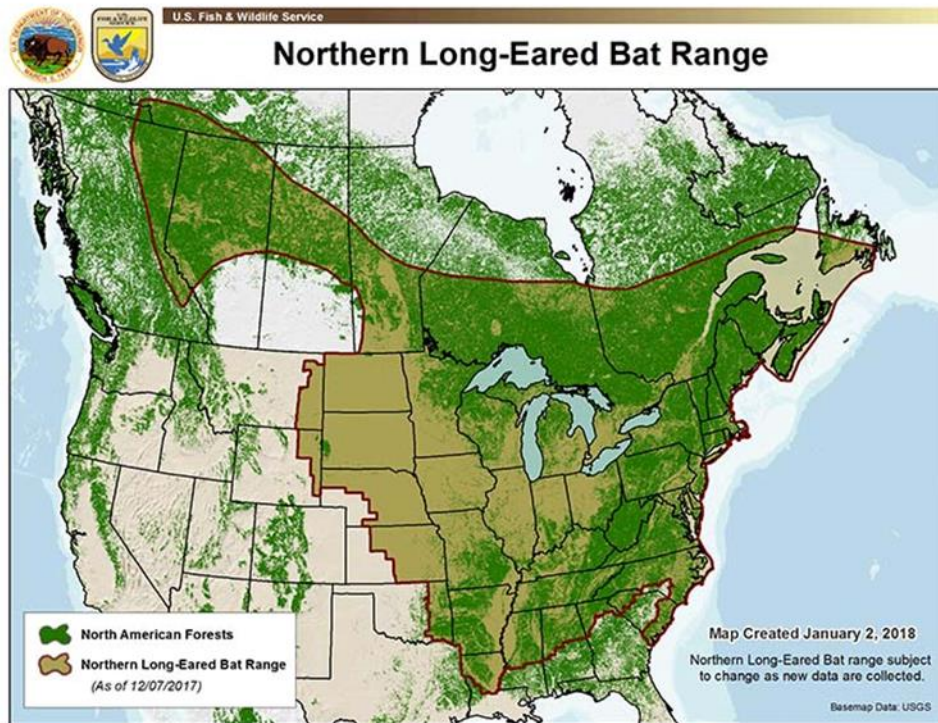 U.S. Fish & Wildlife Service
Northern Long-Eared Bat Range
North American Forests
Northern Long-Eared Bat Range
(As of 12/07/2017)
Map Created January 2, 2018
Northern Long-Eared Bat range subject
to change as new data are collected.
Basemap Data: USGS